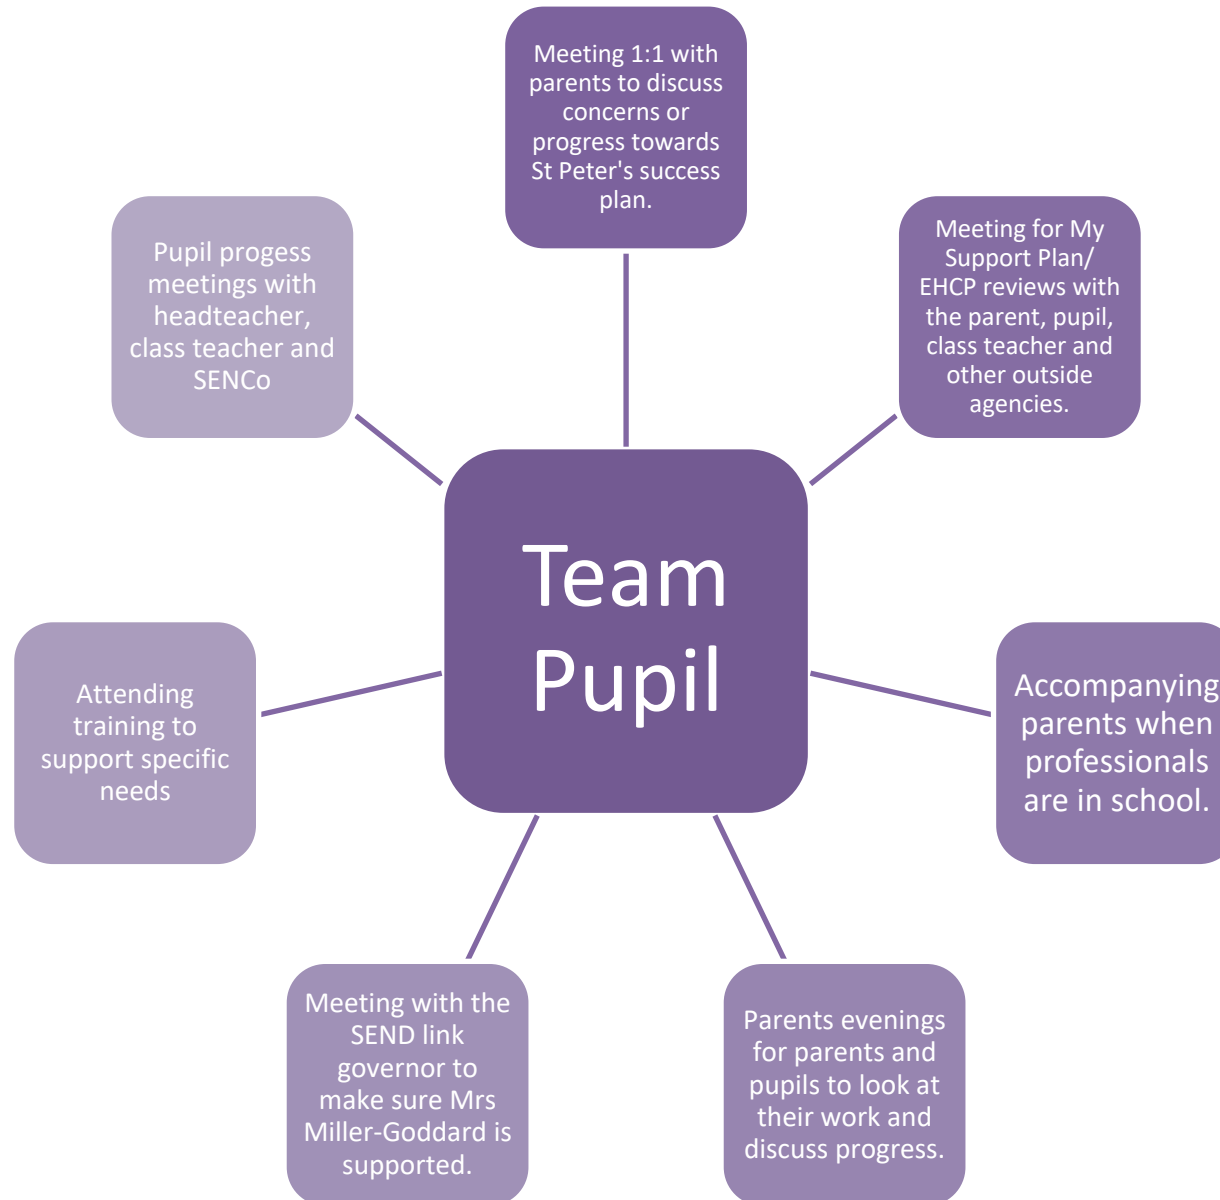 Meeting 1:1 with
parents to discuss
concerns or
progress towards
St Peter's success
plan.
Meeting for My
Support Plan/
EHCP reviews with
the parent, pupil,
class teacher and
other outside
agencies.
Accompanying
parents when
professionals
are in school.
Parents evenings
for parents and
pupils to look at
their work and
discuss progress.
Meeting with the
SEND link
governor to
make sure Mrs
Miller-Goddard is
supported.
Attending
training to
support specific
needs
Pupil progess
meetings with
headteacher,
class teacher and
SENCo
Team
Pupil